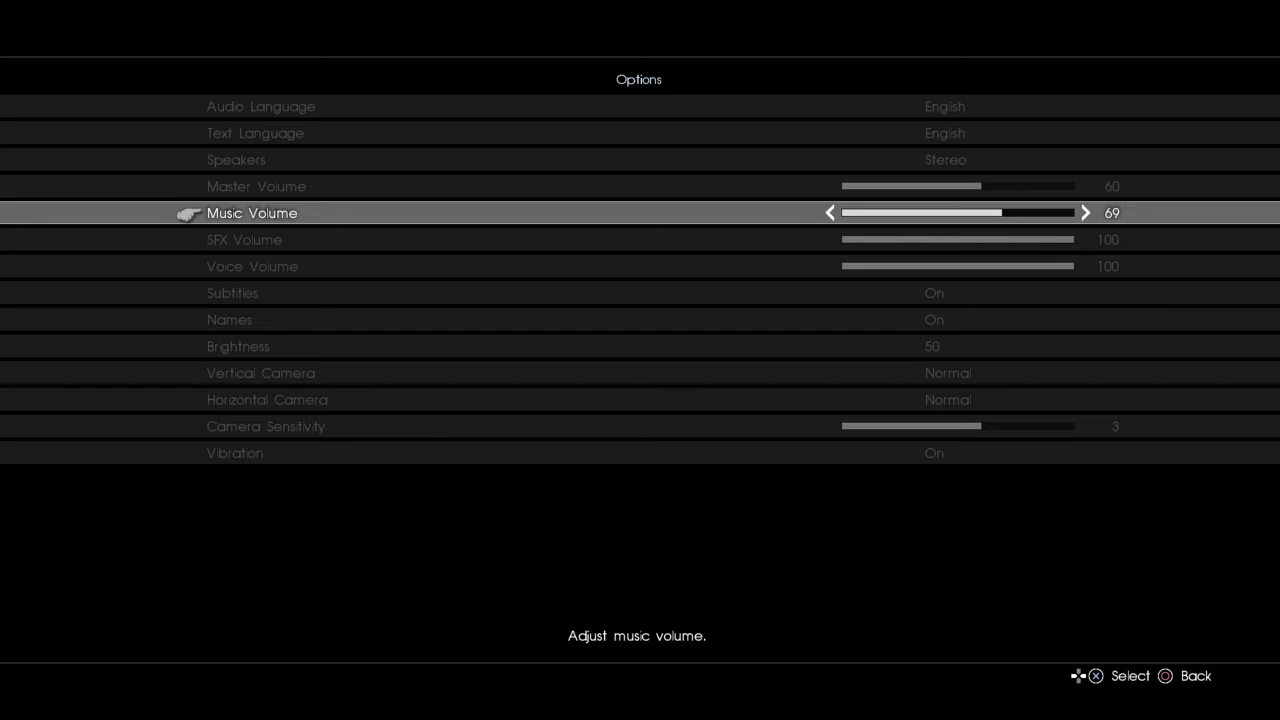 Options
Audio Language English
Text Language English
Speakers Stereo
Master Volume 60
Music Volume 69
SFX Volume 100
Voice Volume 100
Subtitles On
Names On
Brightness 50
Vertical Camera Normal
Horizontal Camera Normal
Camera Sensitivity 3
Vibration On
Adjust music volume.
Select Back